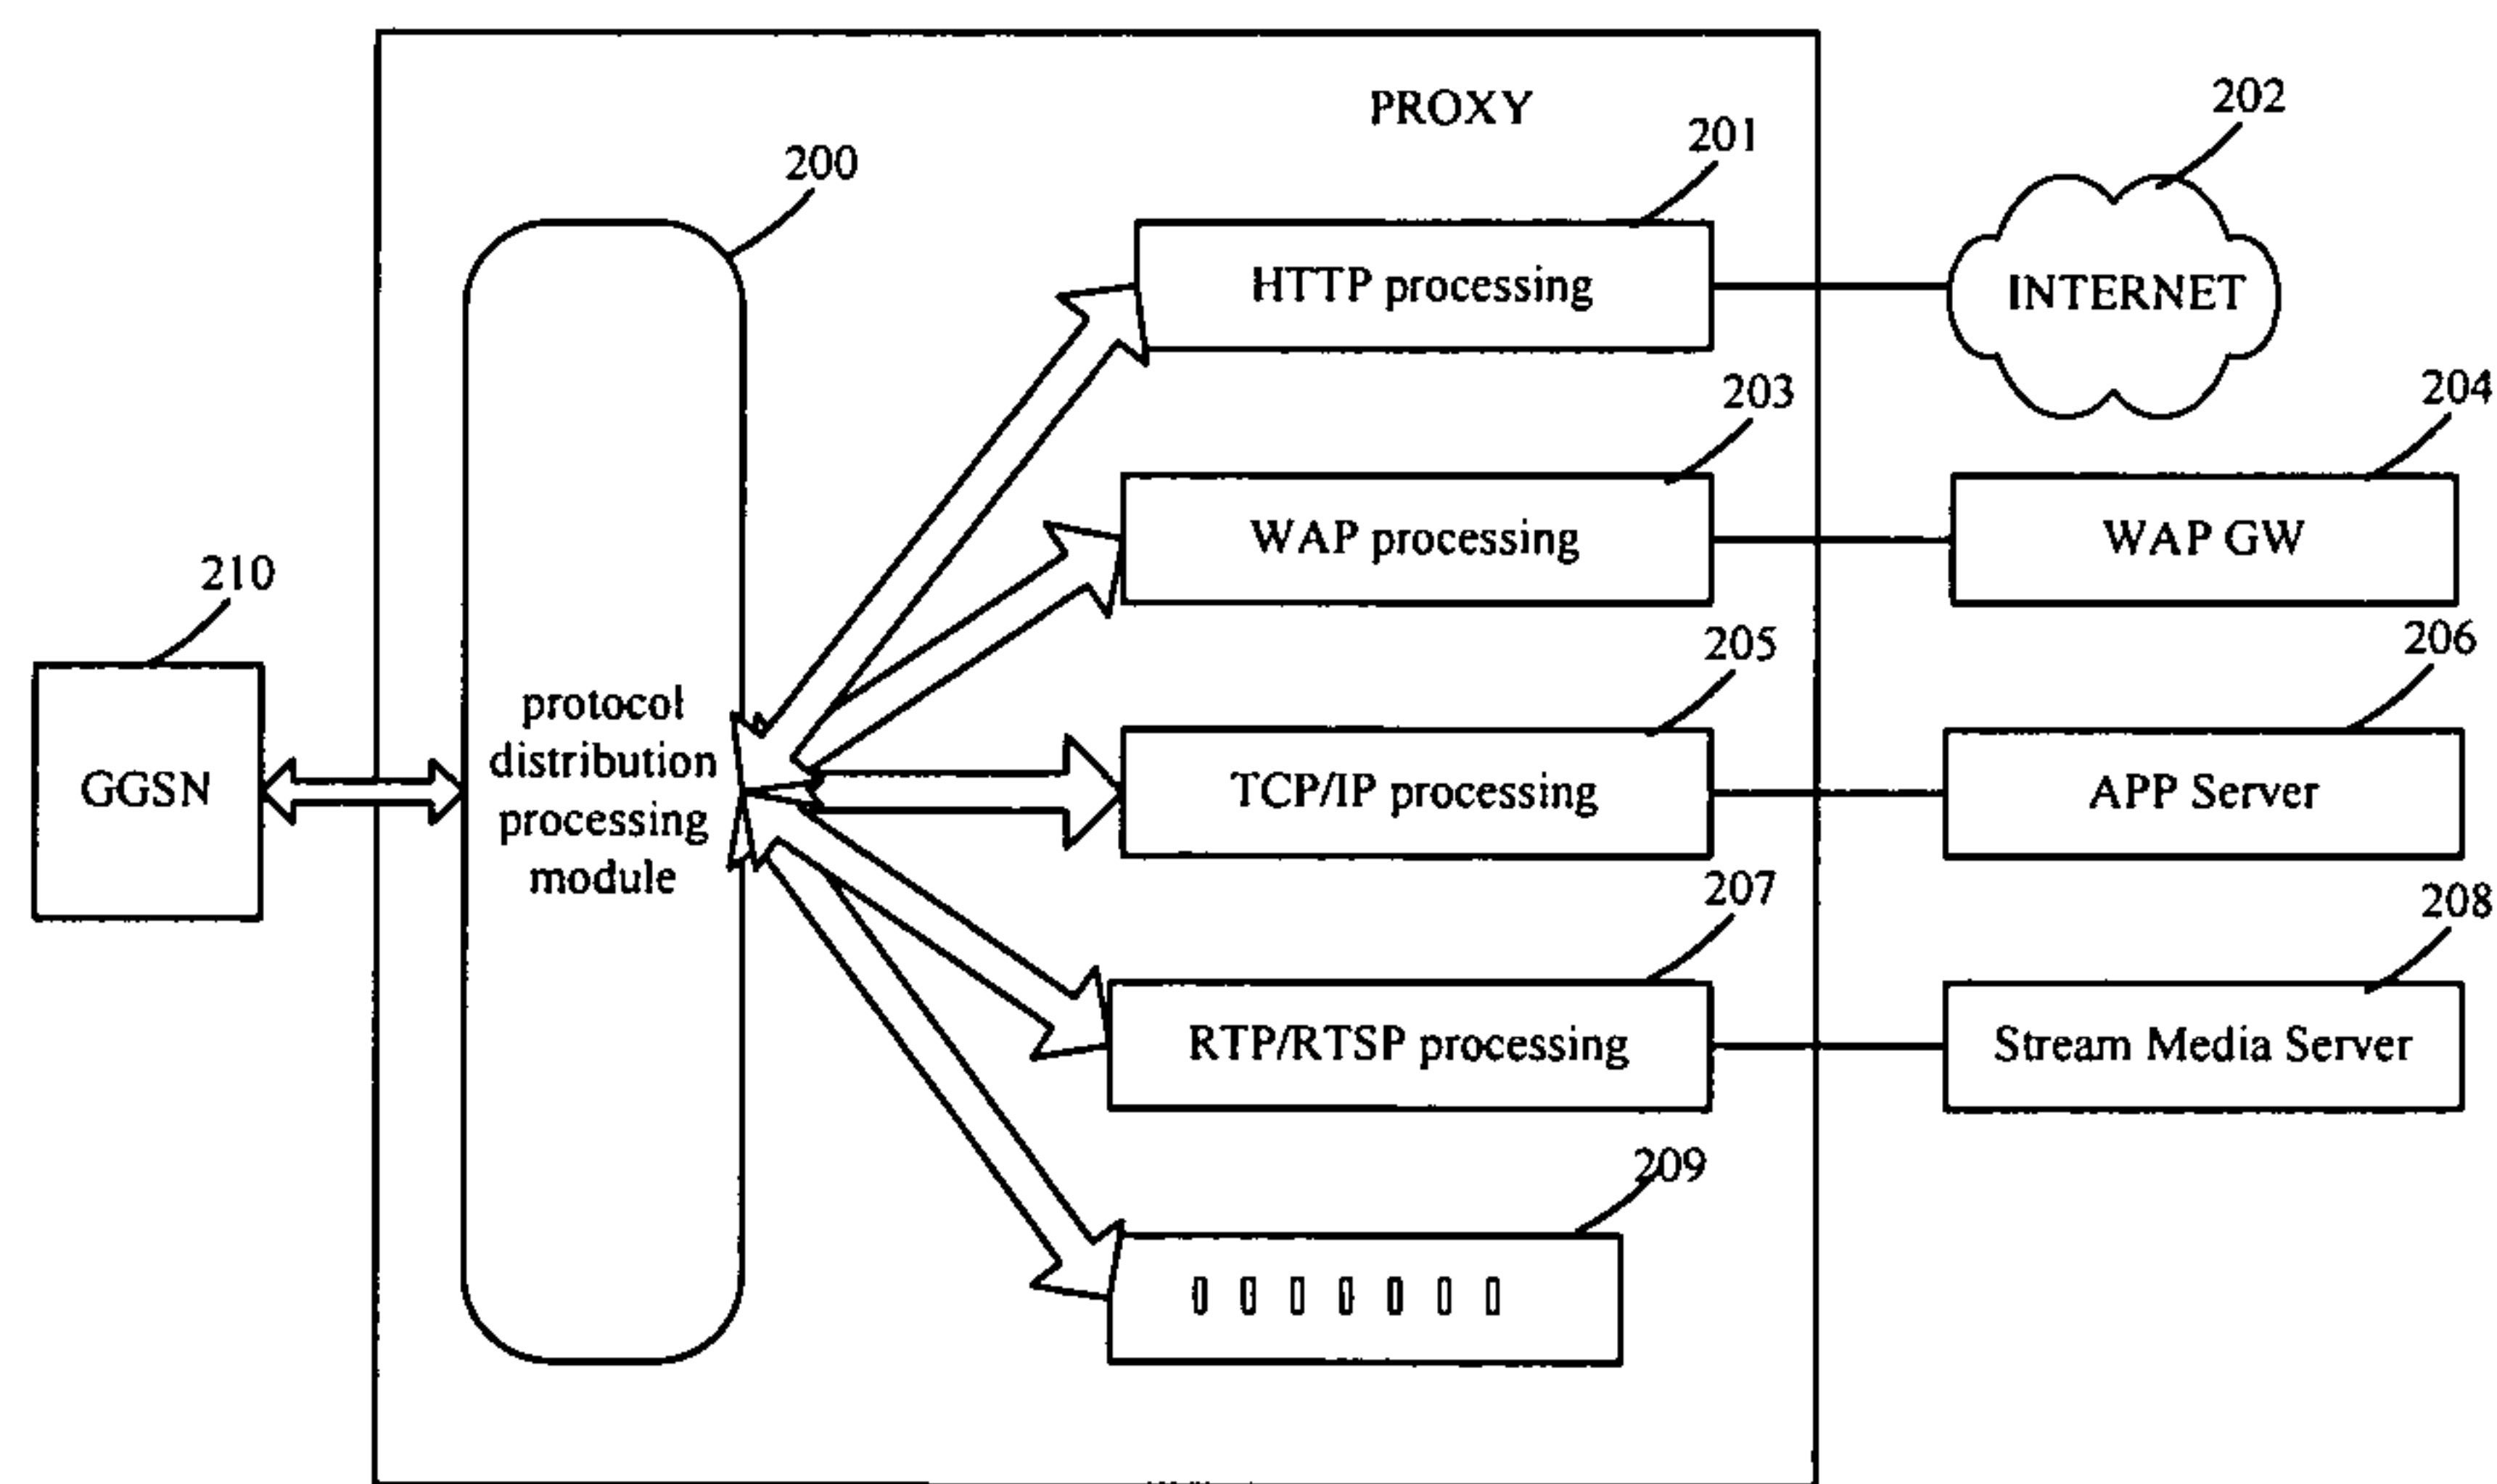 PROXY
202
201
200
HTTP processing
INTERNET
203
204
WAP processing
WAP GW
210
205
206
GGSN
protocol
distribution
processing
module
TCP/IP processing
APP Server
207
208
RTP/RTSP processing
Stream Media Server
209